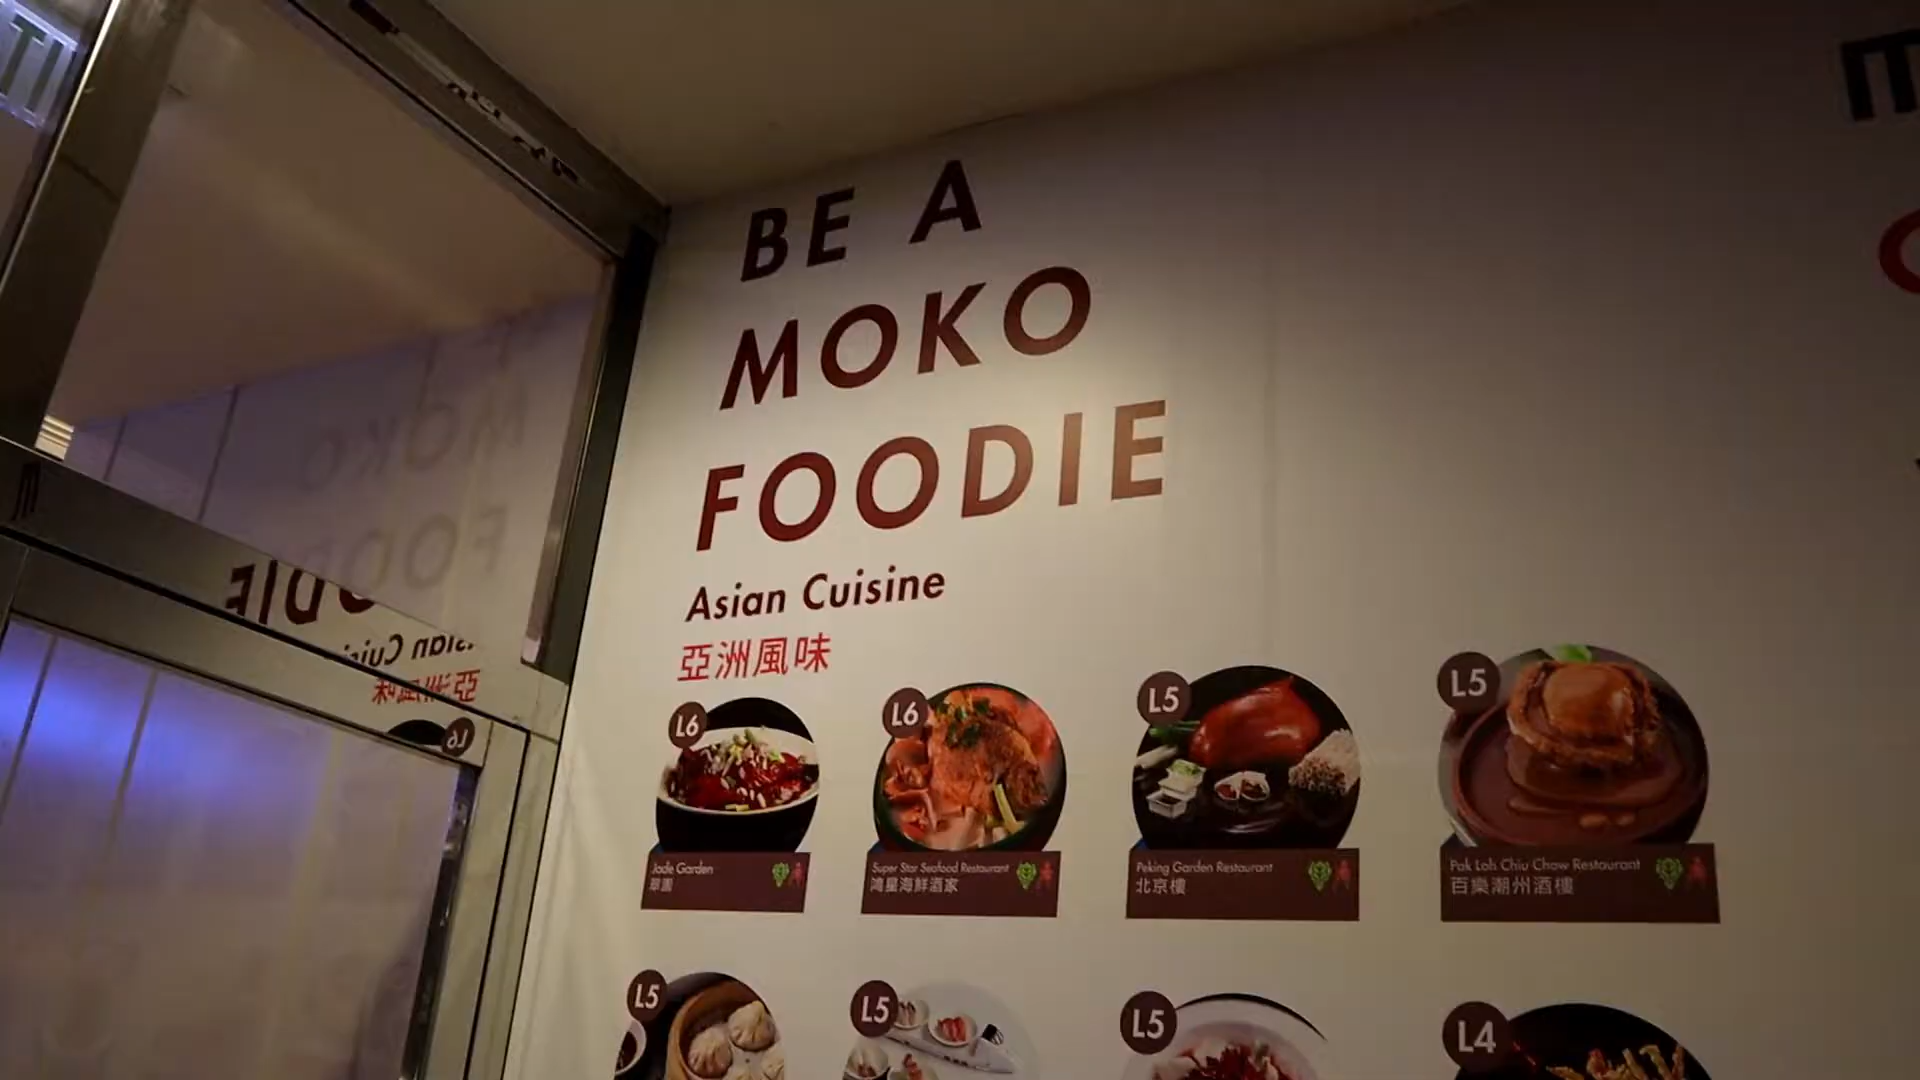 BE A
MOKO
FOODIE
Asian Cuisine
亞洲風味
L6
Jade Garden
翠園
L6
Super Star Seafood Restaurant
鴻星海鮮酒家
L5
Peking Garden Restaurant
北京樓
L5
Pak Loh Chiu Chow Restaurant
百樂潮州酒樓
L5
L5
L5
L4